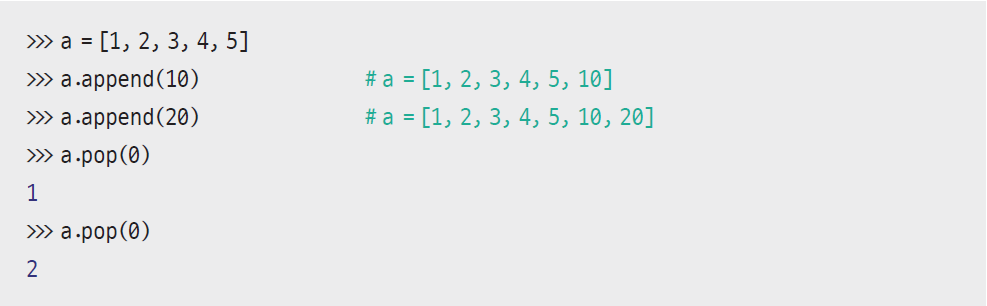 >>> a = [1, 2, 3, 4, 5]
>>> a.append(10) # a = [1, 2, 3, 4, 5, 10]
>>> a.append(20) # a = [1, 2, 3, 4, 5, 10, 20]
>>> a.pop(0)
1
>>> a.pop(0)
2